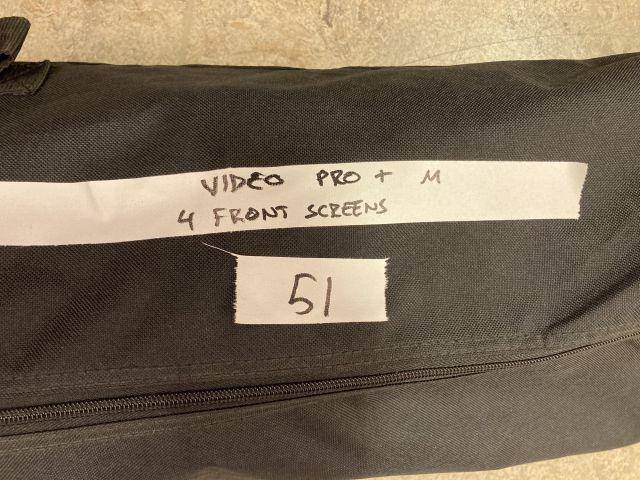 VIDEO PRO + M
4 FRONT SCREENS
51